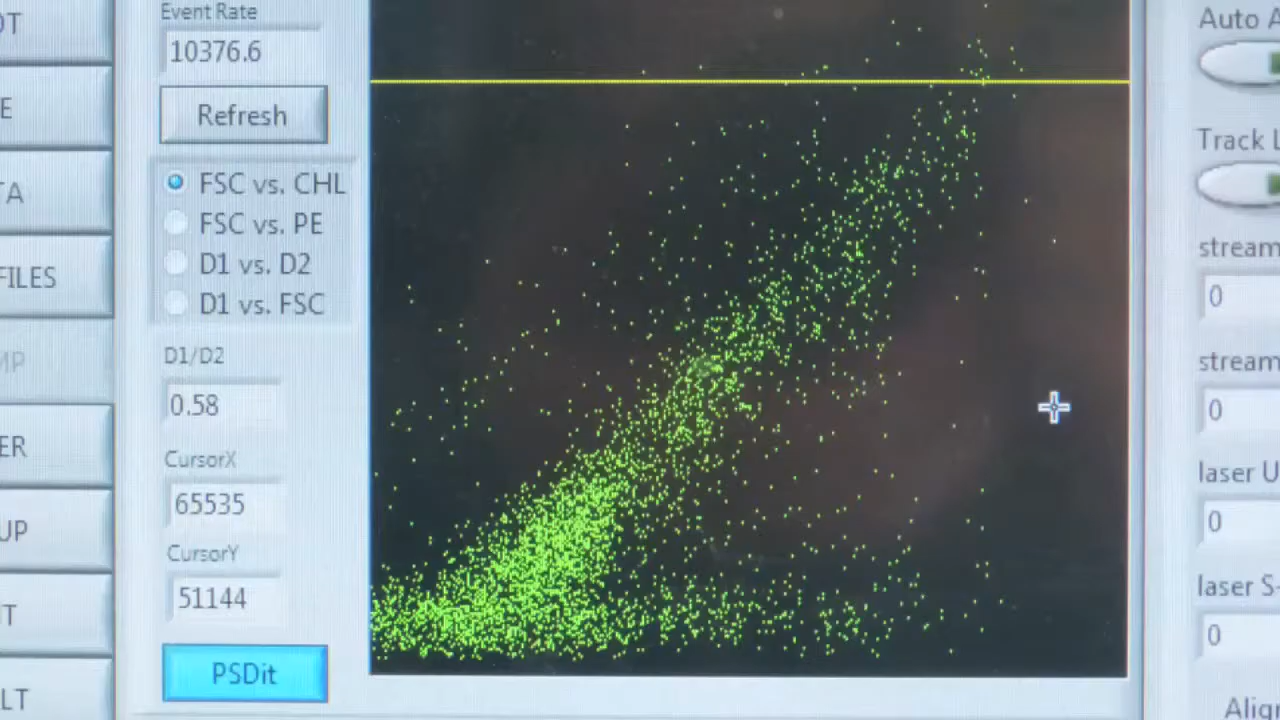 OT
Event Rate
10376.6
Refresh
E
TA
FILES
MP
ER
UP
IT
LT
FSC vs. CHL
FSC vs. PE
D1 vs. D2
D1 vs. FSC
D1/D2
0.58
CursorX
65535
CursorY
51144
PSDit
Auto A
Track L
stream
0
stream
0
laser U
0
laser S-
0
Align